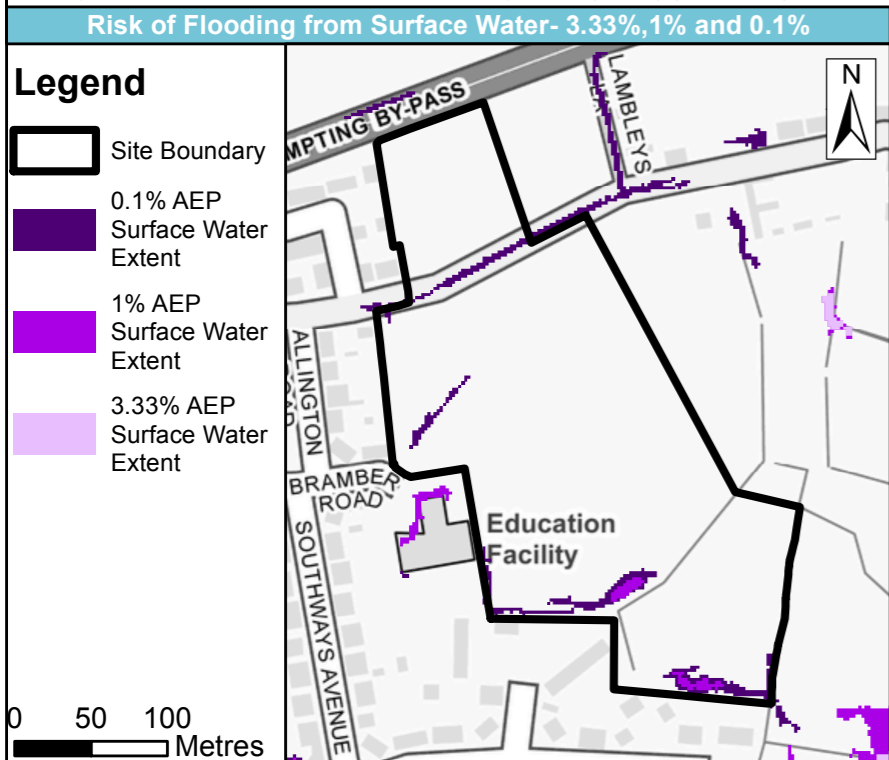 Risk of Flooding from Surface Water- 3.33%,1% and 0.1%
Legend
Site Boundary
0.1% AEP
Surface Water
Extent
1% AEP
Surface Water
Extent
3.33% AEP
Surface Water
Extent
0 50 100
Metres
MPTING BY-PASS
LAMBLEYS
N
ALLINGTON
BRAMBER
ROAD
SOUTHWAYS AVENUE
Education
Facility